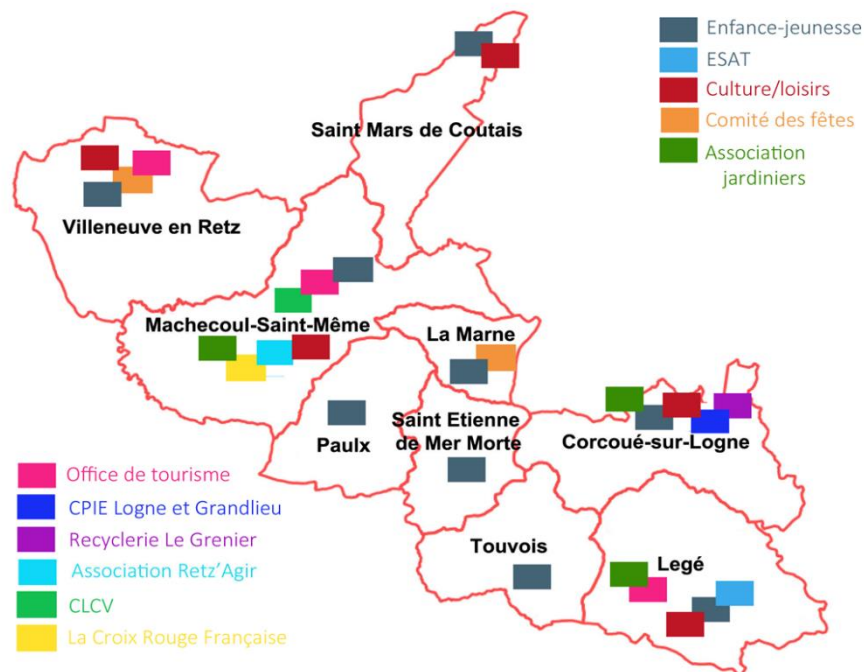 Enfance-jeunesse
ESAT
Culture/loisirs
Comité des fêtes
Association
jardiniers
Saint Mars de Coutais
Villeneuve en Retz
Machecoul-Saint-Même
La Marne
Paulx
Saint Etienne
de Mer Morte
Corcoué-sur-Logne
Touvois
Legé
Office de tourisme
CPIE Logne et Grandlieu
Recyclerie Le Grenier
Association Retz'Agir
CLCV
La Croix Rouge Française